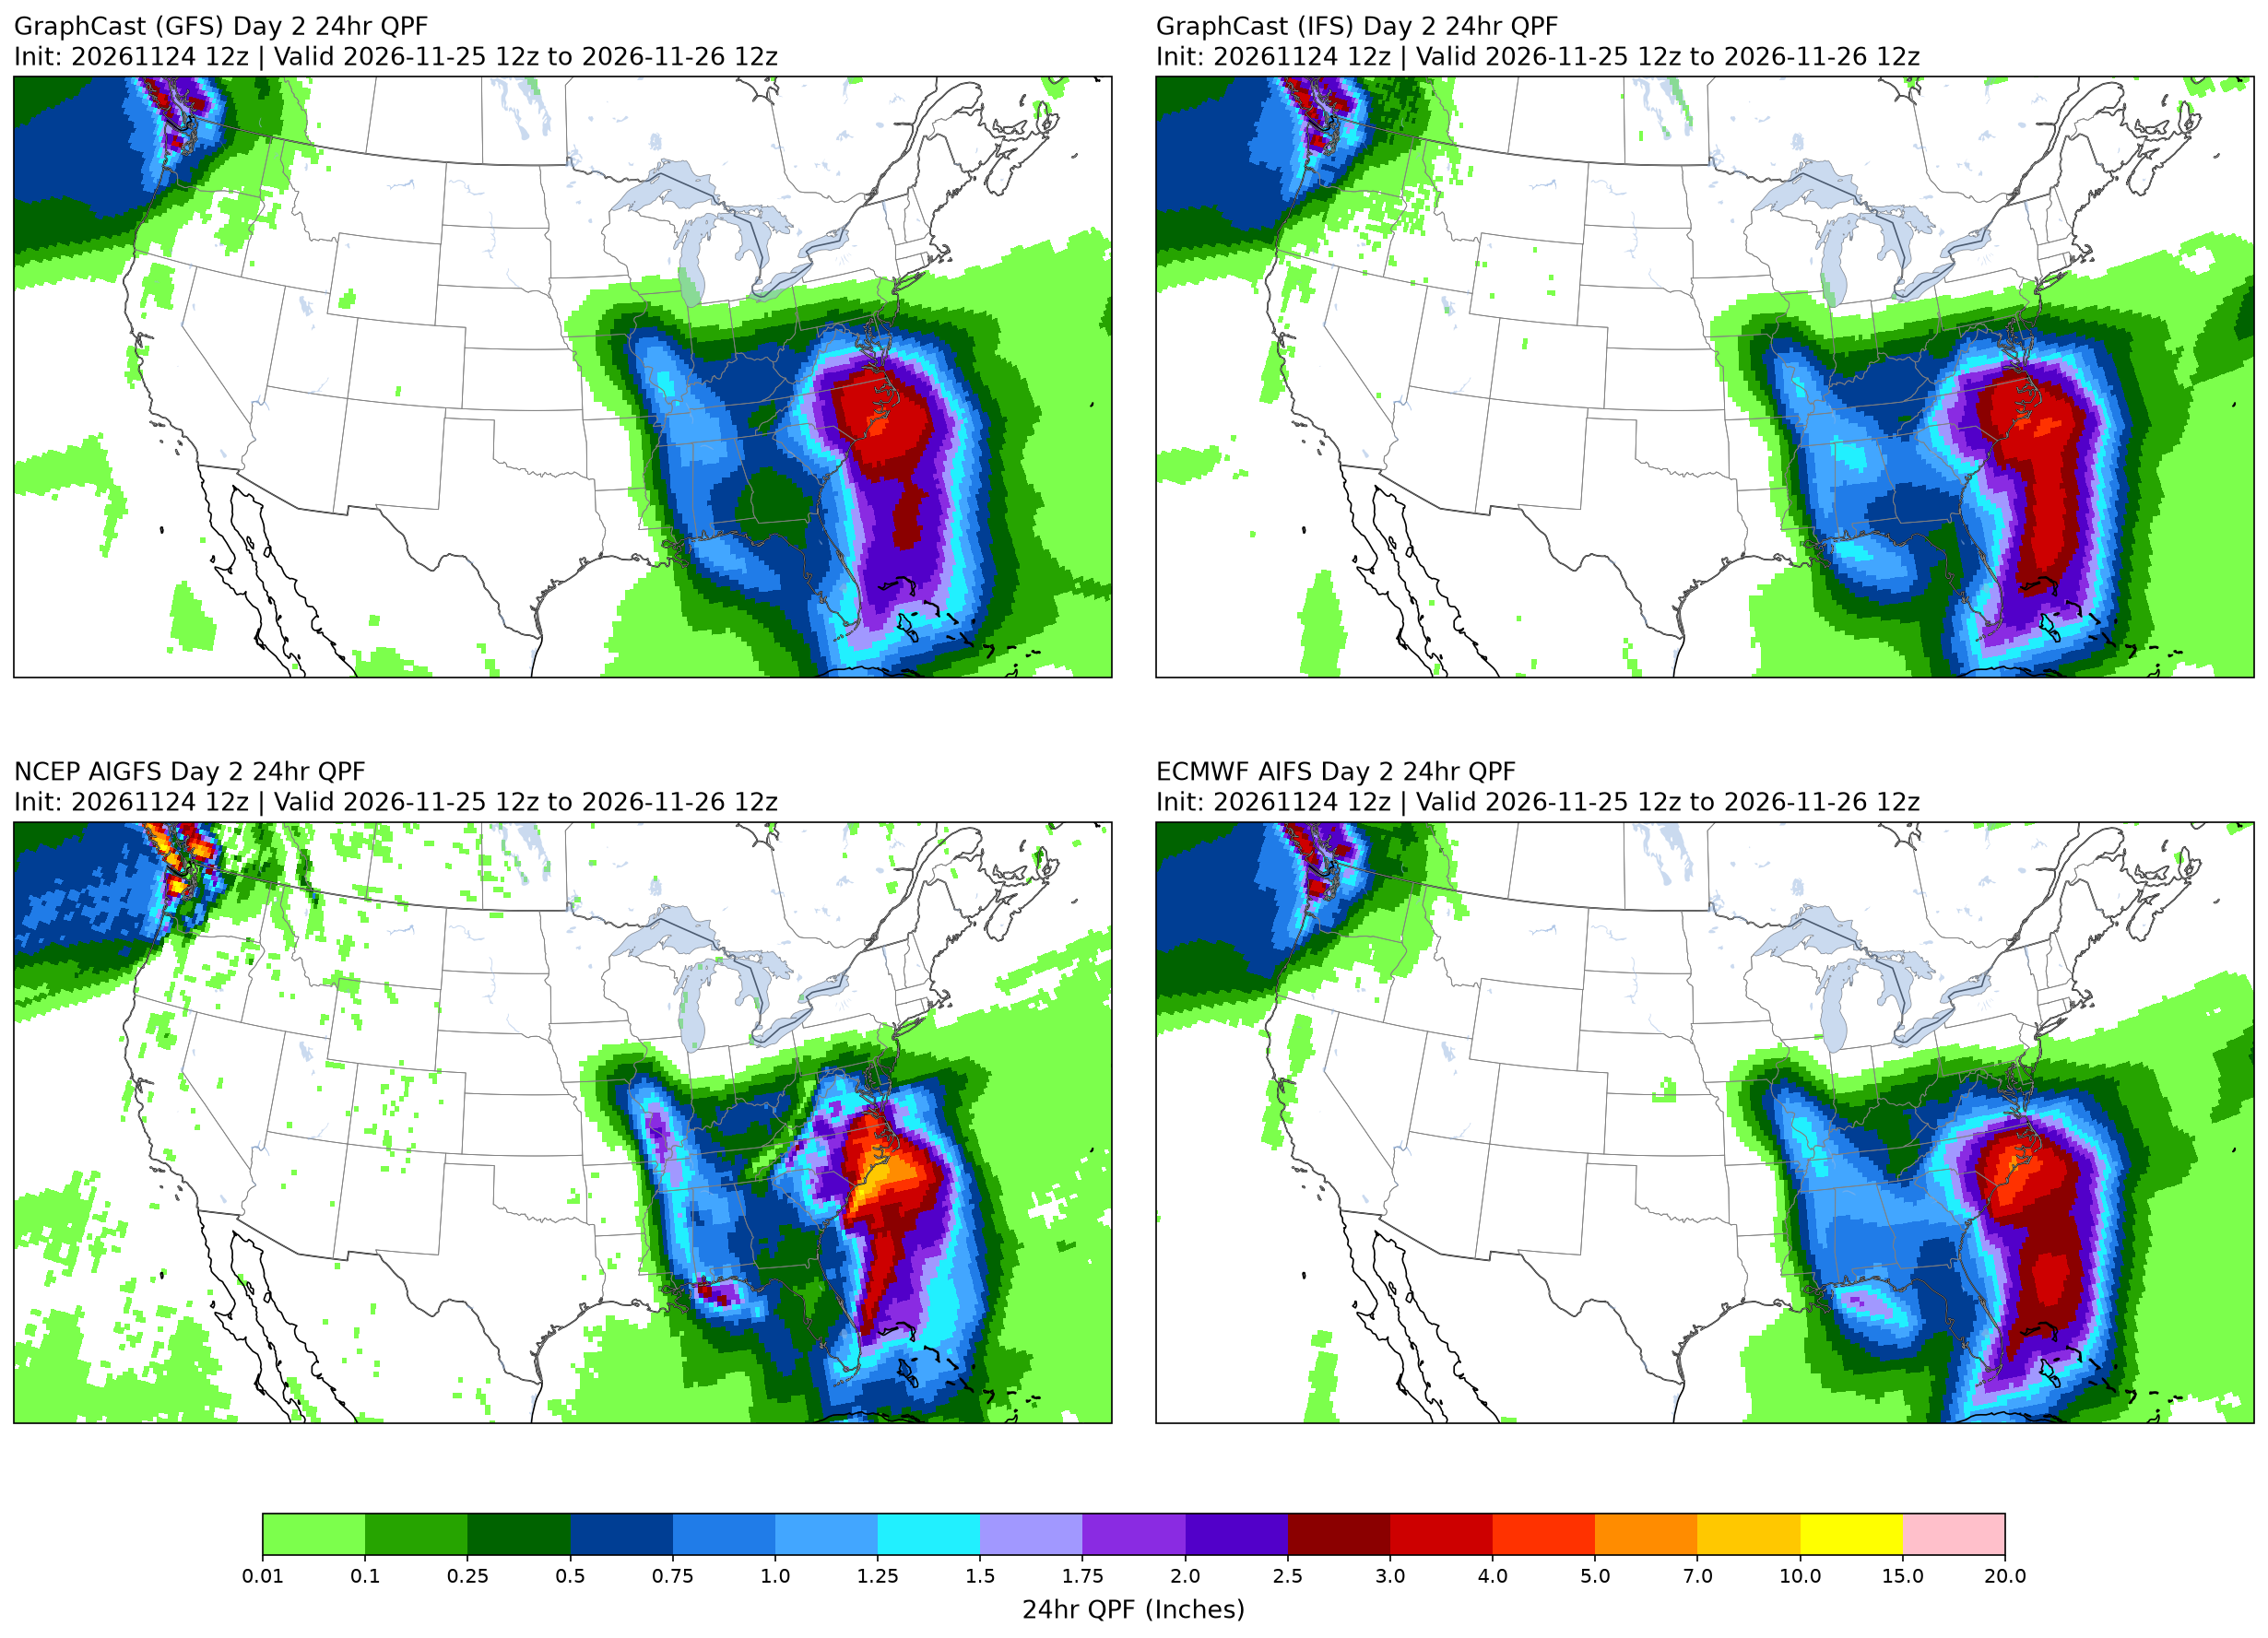 GraphCast (GFS) Day 2 24hr QPF
Init: 20261124 12z | Valid 2026-11-25 12z to 2026-11-26 12z
GraphCast (IFS) Day 2 24hr QPF
Init: 20261124 12z | Valid 2026-11-25 12z to 2026-11-26 12z
NCEP AIGFS Day 2 24hr QPF
Init: 20261124 12z | Valid 2026-11-25 12z to 2026-11-26 12z
ECMWF AIFS Day 2 24hr QPF
Init: 20261124 12z | Valid 2026-11-25 12z to 2026-11-26 12z
0.01 0.1 0.25 0.5 0.75 1.0 1.25 1.5 1.75 2.0 2.5 3.0 4.0 5.0 7.0 10.0 15.0 20.0
24hr QPF (Inches)